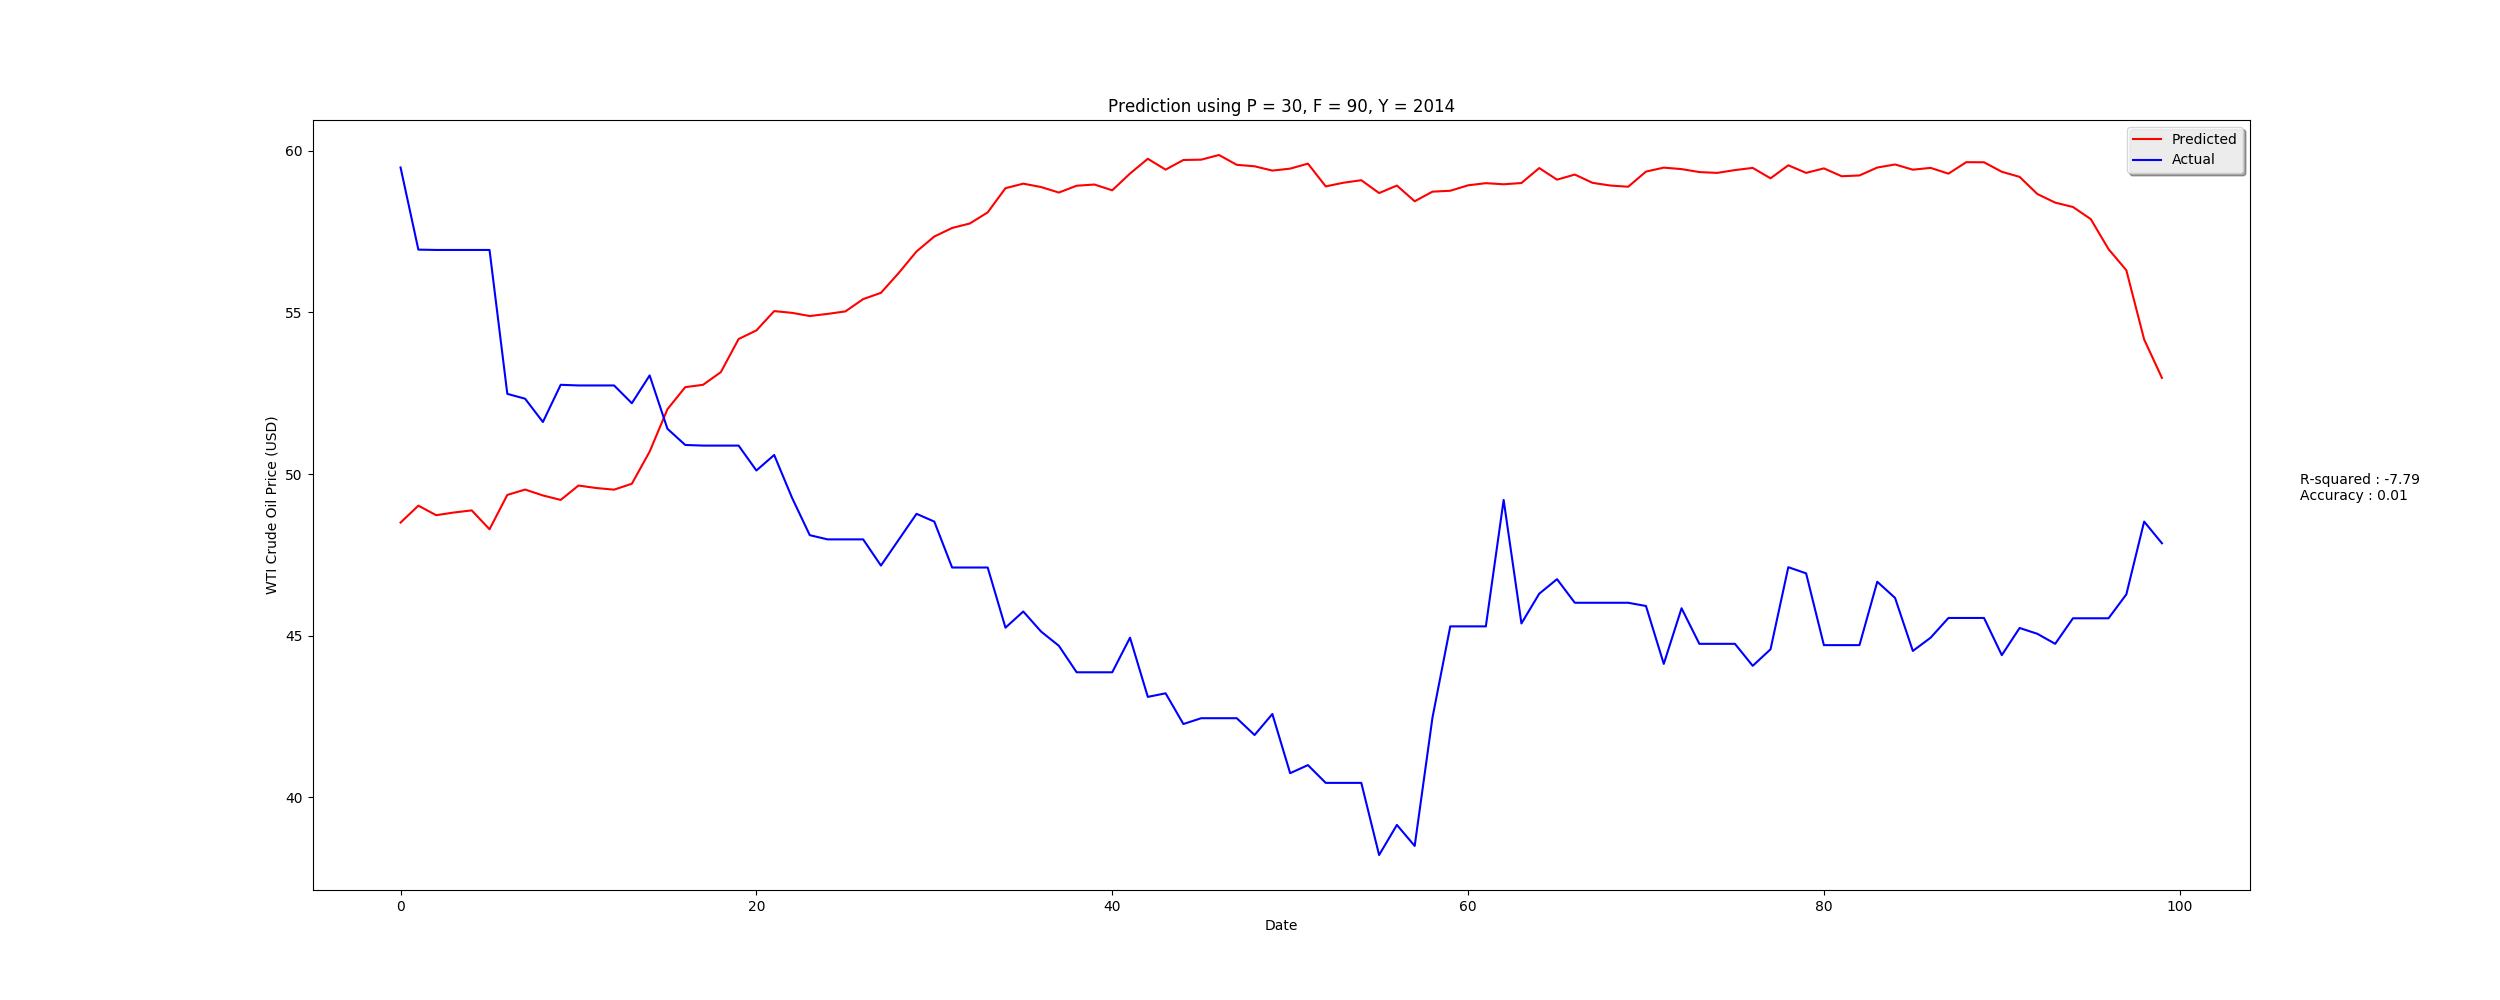 Prediction using P = 30, F = 90, Y = 2014
Predicted
Actual
60
55
50
45
40
WTI Crude Oil Price (USD)
R-squared : -7.79
Accuracy : 0.01
0 20 40 60 80 100
Date